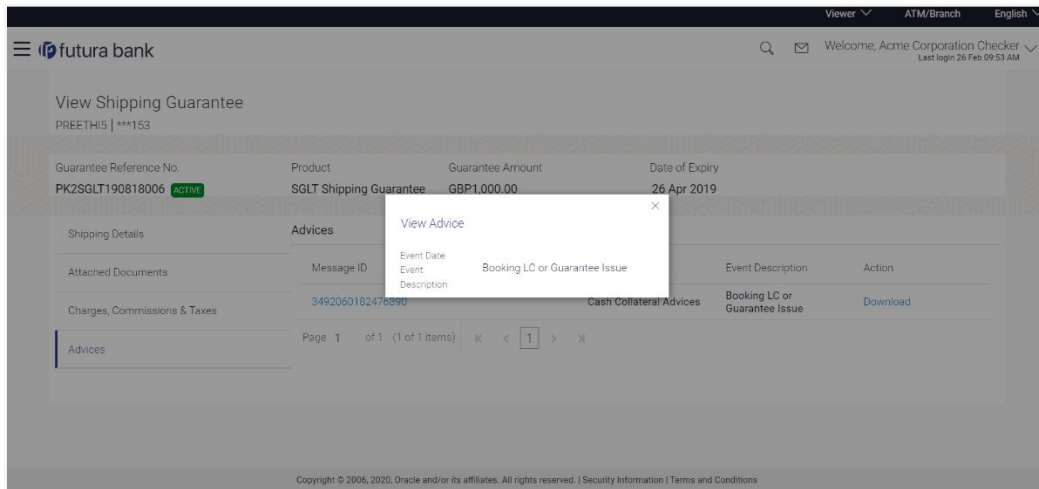 Viewer ATM/Branch English
futura bank Welcome, Acme Corporation Checker
Last login 26 Feb 09:53 AM
View Shipping Guarantee
PREETHI5 | ***153
Guarantee Reference No. Product Guarantee Amount Date of Expiry
PK2SGLT190818006 ACTIVE SGLT Shipping Guarantee GBP1,000.00 26 Apr 2019
Shipping Details
Attached Documents
Charges, Commissions & Taxes
Advices
Advices
Message ID Event Description Action
3492060182476390 Cash Collateral Advices Booking LC or Guarantee Issue Download
Page 1 of 1 (1 of 1 items) K < 1 > X
View Advice
Event Date
Event Description Booking LC or Guarantee Issue
Copyright © 2006, 2020, Oracle and/or its affiliates. All rights reserved. | Security Information | Terms and Conditions